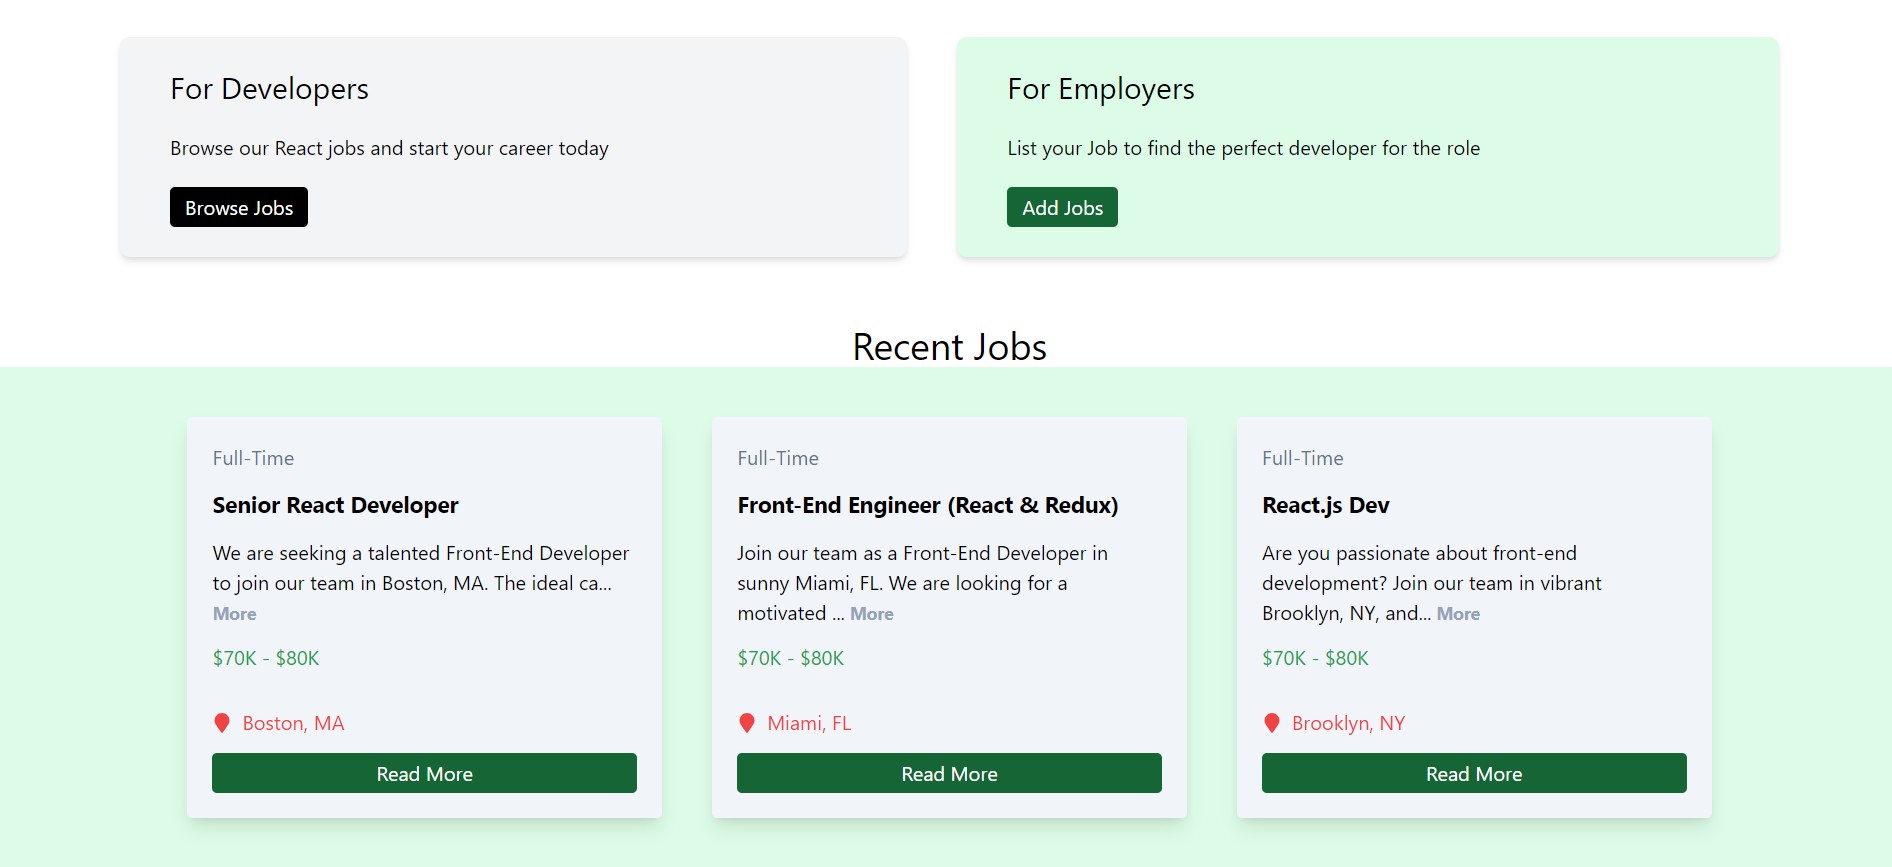 For Developers
Browse our React jobs and start your career today
Browse Jobs
For Employers
List your Job to find the perfect developer for the role
Add Jobs
Recent Jobs
Full-Time
Senior React Developer
We are seeking a talented Front-End Developer
to join our team in Boston, MA. The ideal ca...
More
$70K - $80K
Boston, MA
Read More
Full-Time
Front-End Engineer (React & Redux)
Join our team as a Front-End Developer in
sunny Miami, FL. We are looking for a
motivated ... More
$70K - $80K
Miami, FL
Read More
Full-Time
React.js Dev
Are you passionate about front-end
development? Join our team in vibrant
Brooklyn, NY, and... More
$70K - $80K
Brooklyn, NY
Read More